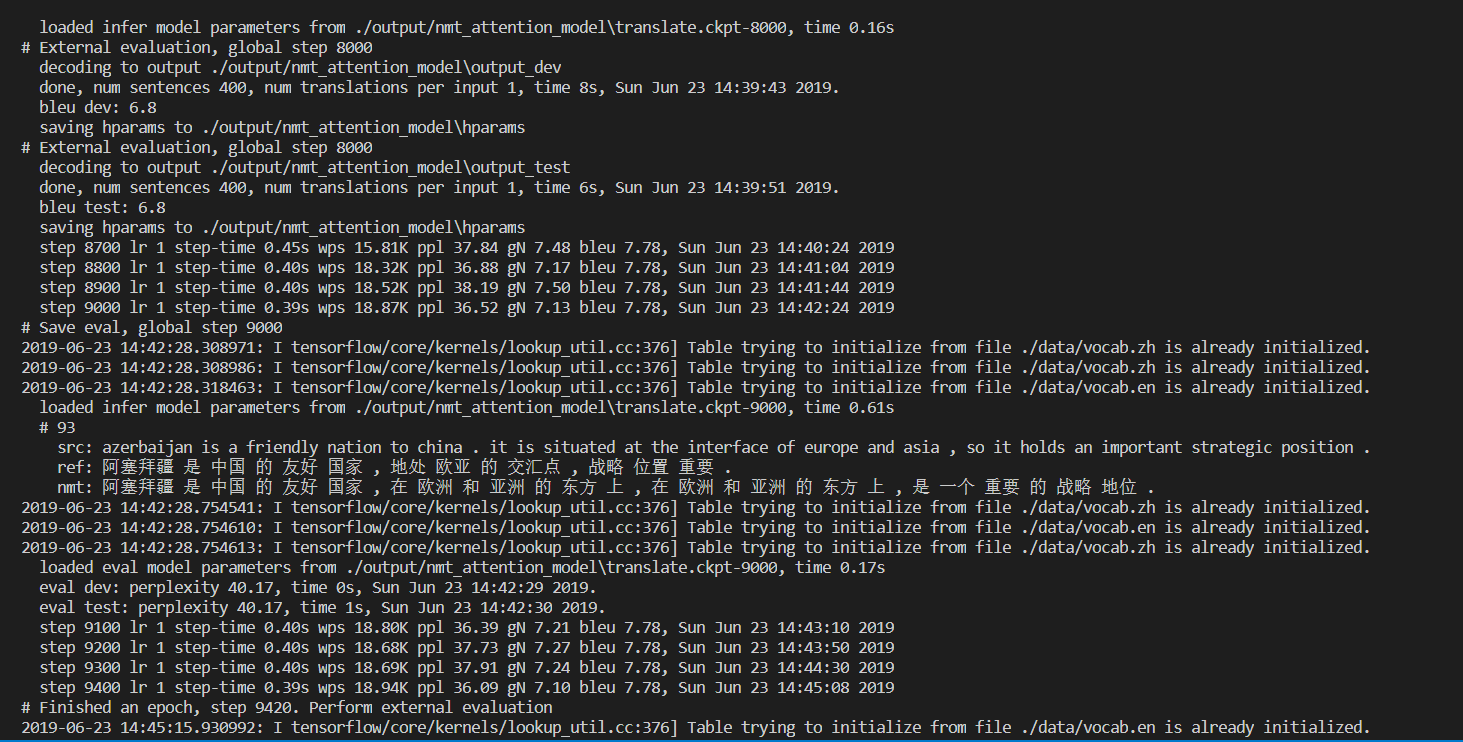 loaded infer model parameters from ./output/nmt_attention_model\translate.ckpt-8000, time 0.16s
# External evaluation, global step 8000
decoding to output ./output/nmt_attention_model\output_dev
done, num sentences 400, num translations per input 1, time 8s, Sun Jun 23 14:39:43 2019.
bleu dev: 6.8
saving hparams to ./output/nmt_attention_model\hparams
# External evaluation, global step 8000
decoding to output ./output/nmt_attention_model\output_test
done, num sentences 400, num translations per input 1, time 6s, Sun Jun 23 14:39:51 2019.
bleu test: 6.8
saving hparams to ./output/nmt_attention_model\hparams
step 8700 lr 1 step-time 0.45s wps 15.81K ppl 37.84 gN 7.48 bleu 7.78, Sun Jun 23 14:40:24 2019
step 8800 lr 1 step-time 0.40s wps 18.32K ppl 36.88 gN 7.17 bleu 7.78, Sun Jun 23 14:41:04 2019
step 8900 lr 1 step-time 0.40s wps 18.52K ppl 38.19 gN 7.50 bleu 7.78, Sun Jun 23 14:41:44 2019
step 9000 lr 1 step-time 0.39s wps 18.87K ppl 36.52 gN 7.13 bleu 7.78, Sun Jun 23 14:42:24 2019
# Save eval, global step 9000
2019-06-23 14:42:28.308971: I tensorflow/core/kernels/lookup_util.cc:376] Table trying to initialize from file ./data/vocab.zh is already initialized.
2019-06-23 14:42:28.308986: I tensorflow/core/kernels/lookup_util.cc:376] Table trying to initialize from file ./data/vocab.zh is already initialized.
2019-06-23 14:42:28.318463: I tensorflow/core/kernels/lookup_util.cc:376] Table trying to initialize from file ./data/vocab.en is already initialized.
loaded infer model parameters from ./output/nmt_attention_model\translate.ckpt-9000, time 0.61s
# 93
src: azerbaijan is a friendly nation to china . it is situated at the interface of europe and asia , so it holds an important strategic position .
ref: 阿塞拜疆 是 中国 的 友好 国家 , 地处 欧亚 的 交汇点 , 战略 位置 重要 .
nmt: 阿塞拜疆 是 中国 的 友好 国家 , 在 欧洲 和 亚洲 的 东方 上 , 在 欧洲 和 亚洲 的 东方 上 , 是 一个 重要 的 战略 地位 .
2019-06-23 14:42:28.754541: I tensorflow/core/kernels/lookup_util.cc:376] Table trying to initialize from file ./data/vocab.zh is already initialized.
2019-06-23 14:42:28.754610: I tensorflow/core/kernels/lookup_util.cc:376] Table trying to initialize from file ./data/vocab.en is already initialized.
2019-06-23 14:42:28.754613: I tensorflow/core/kernels/lookup_util.cc:376] Table trying to initialize from file ./data/vocab.zh is already initialized.
loaded eval model parameters from ./output/nmt_attention_model\translate.ckpt-9000, time 0.17s
eval dev: perplexity 40.17, time 0s, Sun Jun 23 14:42:29 2019.
eval test: perplexity 40.17, time 1s, Sun Jun 23 14:42:30 2019.
step 9100 lr 1 step-time 0.40s wps 18.80K ppl 36.39 gN 7.21 bleu 7.78, Sun Jun 23 14:43:10 2019
step 9200 lr 1 step-time 0.40s wps 18.68K ppl 37.73 gN 7.27 bleu 7.78, Sun Jun 23 14:43:50 2019
step 9300 lr 1 step-time 0.40s wps 18.69K ppl 37.91 gN 7.24 bleu 7.78, Sun Jun 23 14:44:30 2019
step 9400 lr 1 step-time 0.39s wps 18.94K ppl 36.09 gN 7.10 bleu 7.78, Sun Jun 23 14:45:08 2019
# Finished an epoch, step 9420. Perform external evaluation
2019-06-23 14:45:15.930992: I tensorflow/core/kernels/lookup_util.cc:376] Table trying to initialize from file ./data/vocab.en is already initialized.